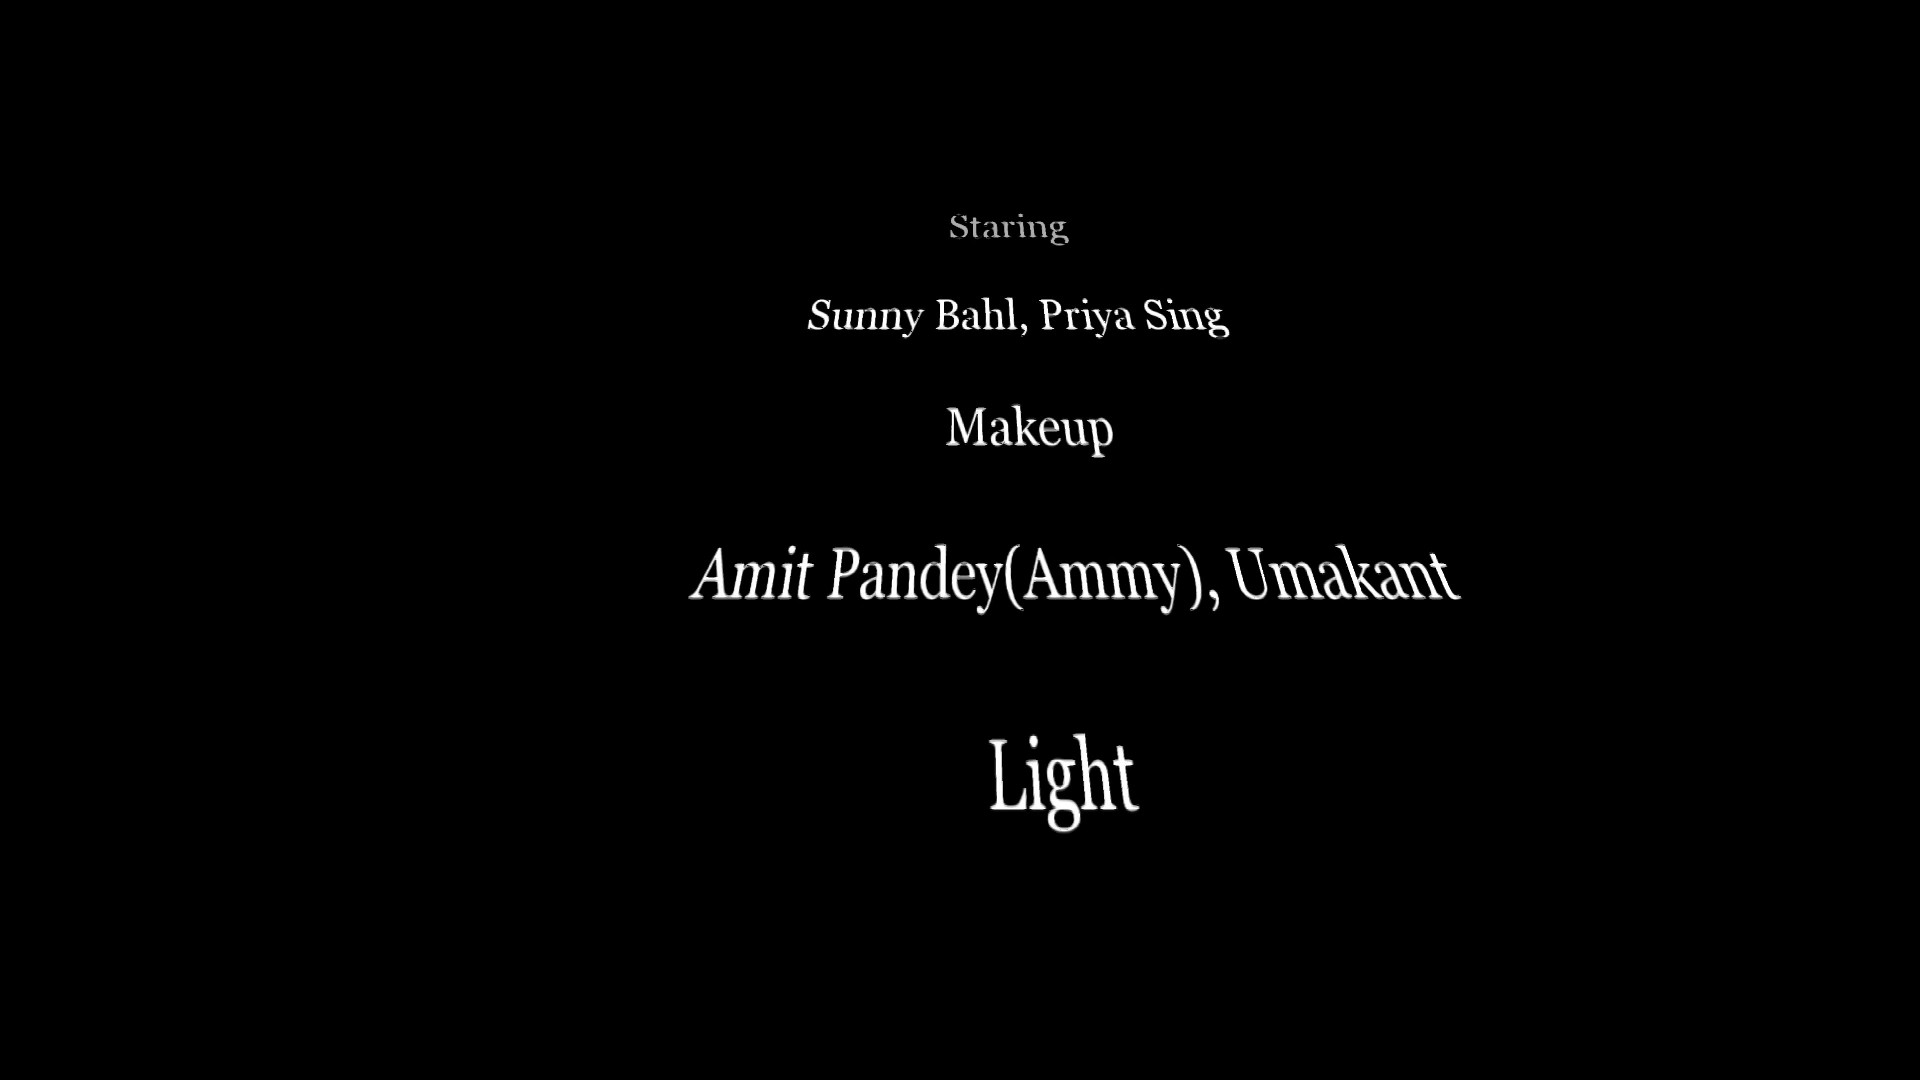 Staring
Sunny Bahl, Priya Sing
Makeup
Amit Pandey(Ammy), Umakant
Light